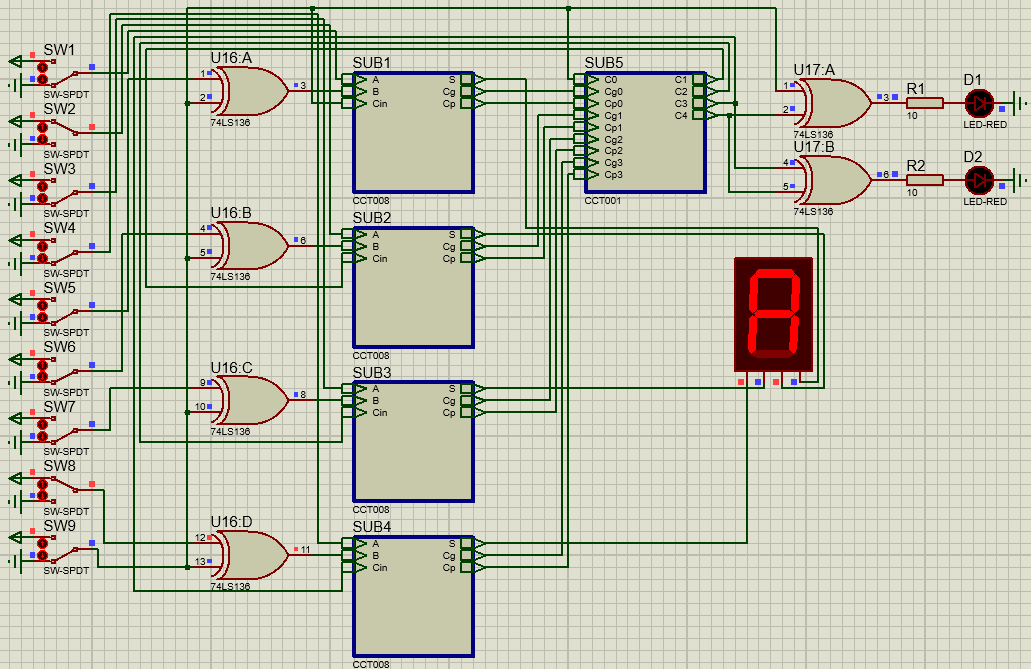 SW1
SW-SPDT
SW2
SW-SPDT
SW3
SW-SPDT
SW4
SW-SPDT
SW5
SW-SPDT
SW6
SW-SPDT
SW7
SW-SPDT
SW8
SW-SPDT
SW9
SW-SPDT
U16:A
1
2
3
74LS136
U16:B
4
5
6
74LS136
U16:C
9
10
8
74LS136
U16:D
12
13
11
74LS136
SUB1
A S
B Cg
Cin Cp
CCT008
SUB2
A S
B Cg
Cin Cp
CCT008
SUB3
A S
B Cg
Cin Cp
CCT008
SUB4
A S
B Cg
Cin Cp
CCT008
SUB5
C0 C1
Cg0 C2
Cp0 C3
Cg1 C4
Cp1
Cg2
Cp2
Cg3
Cp3
CCT001
U17:A
1
2
3
74LS136
U17:B
4
5
6
74LS136
R1
10
R2
10
D1
LED-RED
D2
LED-RED